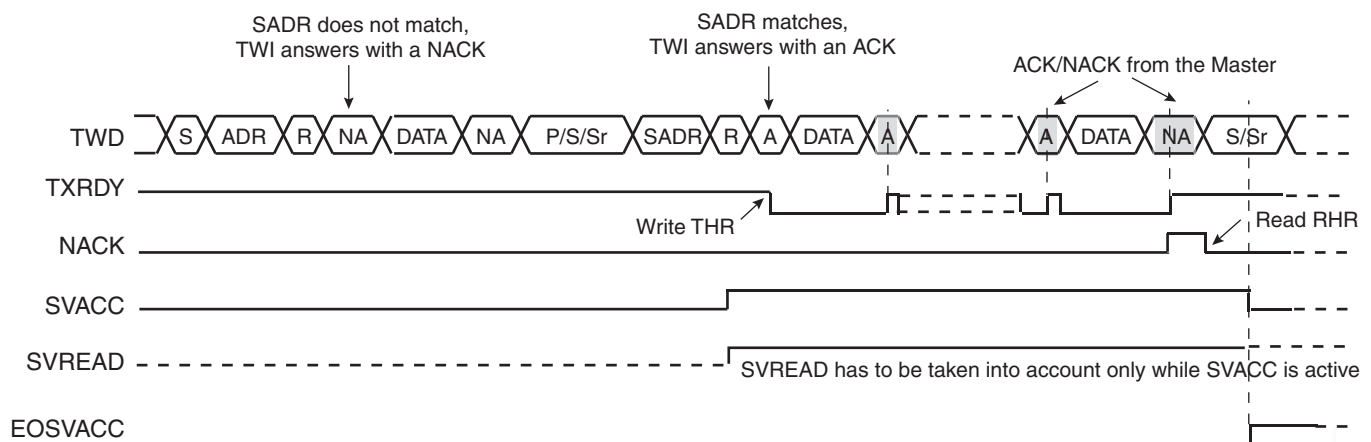 SADR does not match,
TWI answers with a NACK
SADR matches,
TWI answers with an ACK
ACK/NACK from the Master
TWD S ADR R NA DATA NA P/S/Sr SADR R A DATA A A DATA NA S/Sr
TXRDY
Write THR
Read RHR
NACK
SVACC
SVREAD
SVREAD has to be taken into account only while SVACC is active
EOSVACC